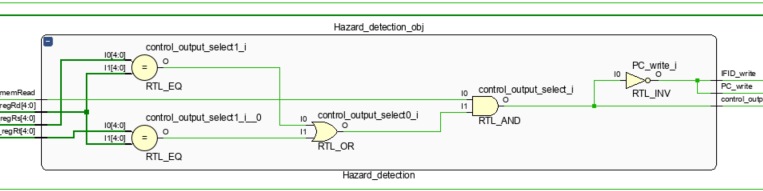 Hazard_detection_obj
control_output_select1_i
I0[4:0]
I1[4:0]
O
=
RTL_EQ
memRead
regRd[4:0]
regRs[4:0]
regRt[4:0]
control_output_select1_i__0
I0[4:0]
I1[4:0]
O
=
RTL_EQ
control_output_select0_i
I0
I1
O
RTL_OR
control_output_select_i
I0
I1
O
RTL_AND
PC_write_i
I0
O
RTL_INV
IFID_write
PC_write
control_outp
Hazard_detection